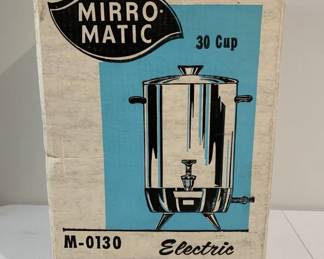 MIRRO-
MATIC
30 Cup
M-0130
Electric